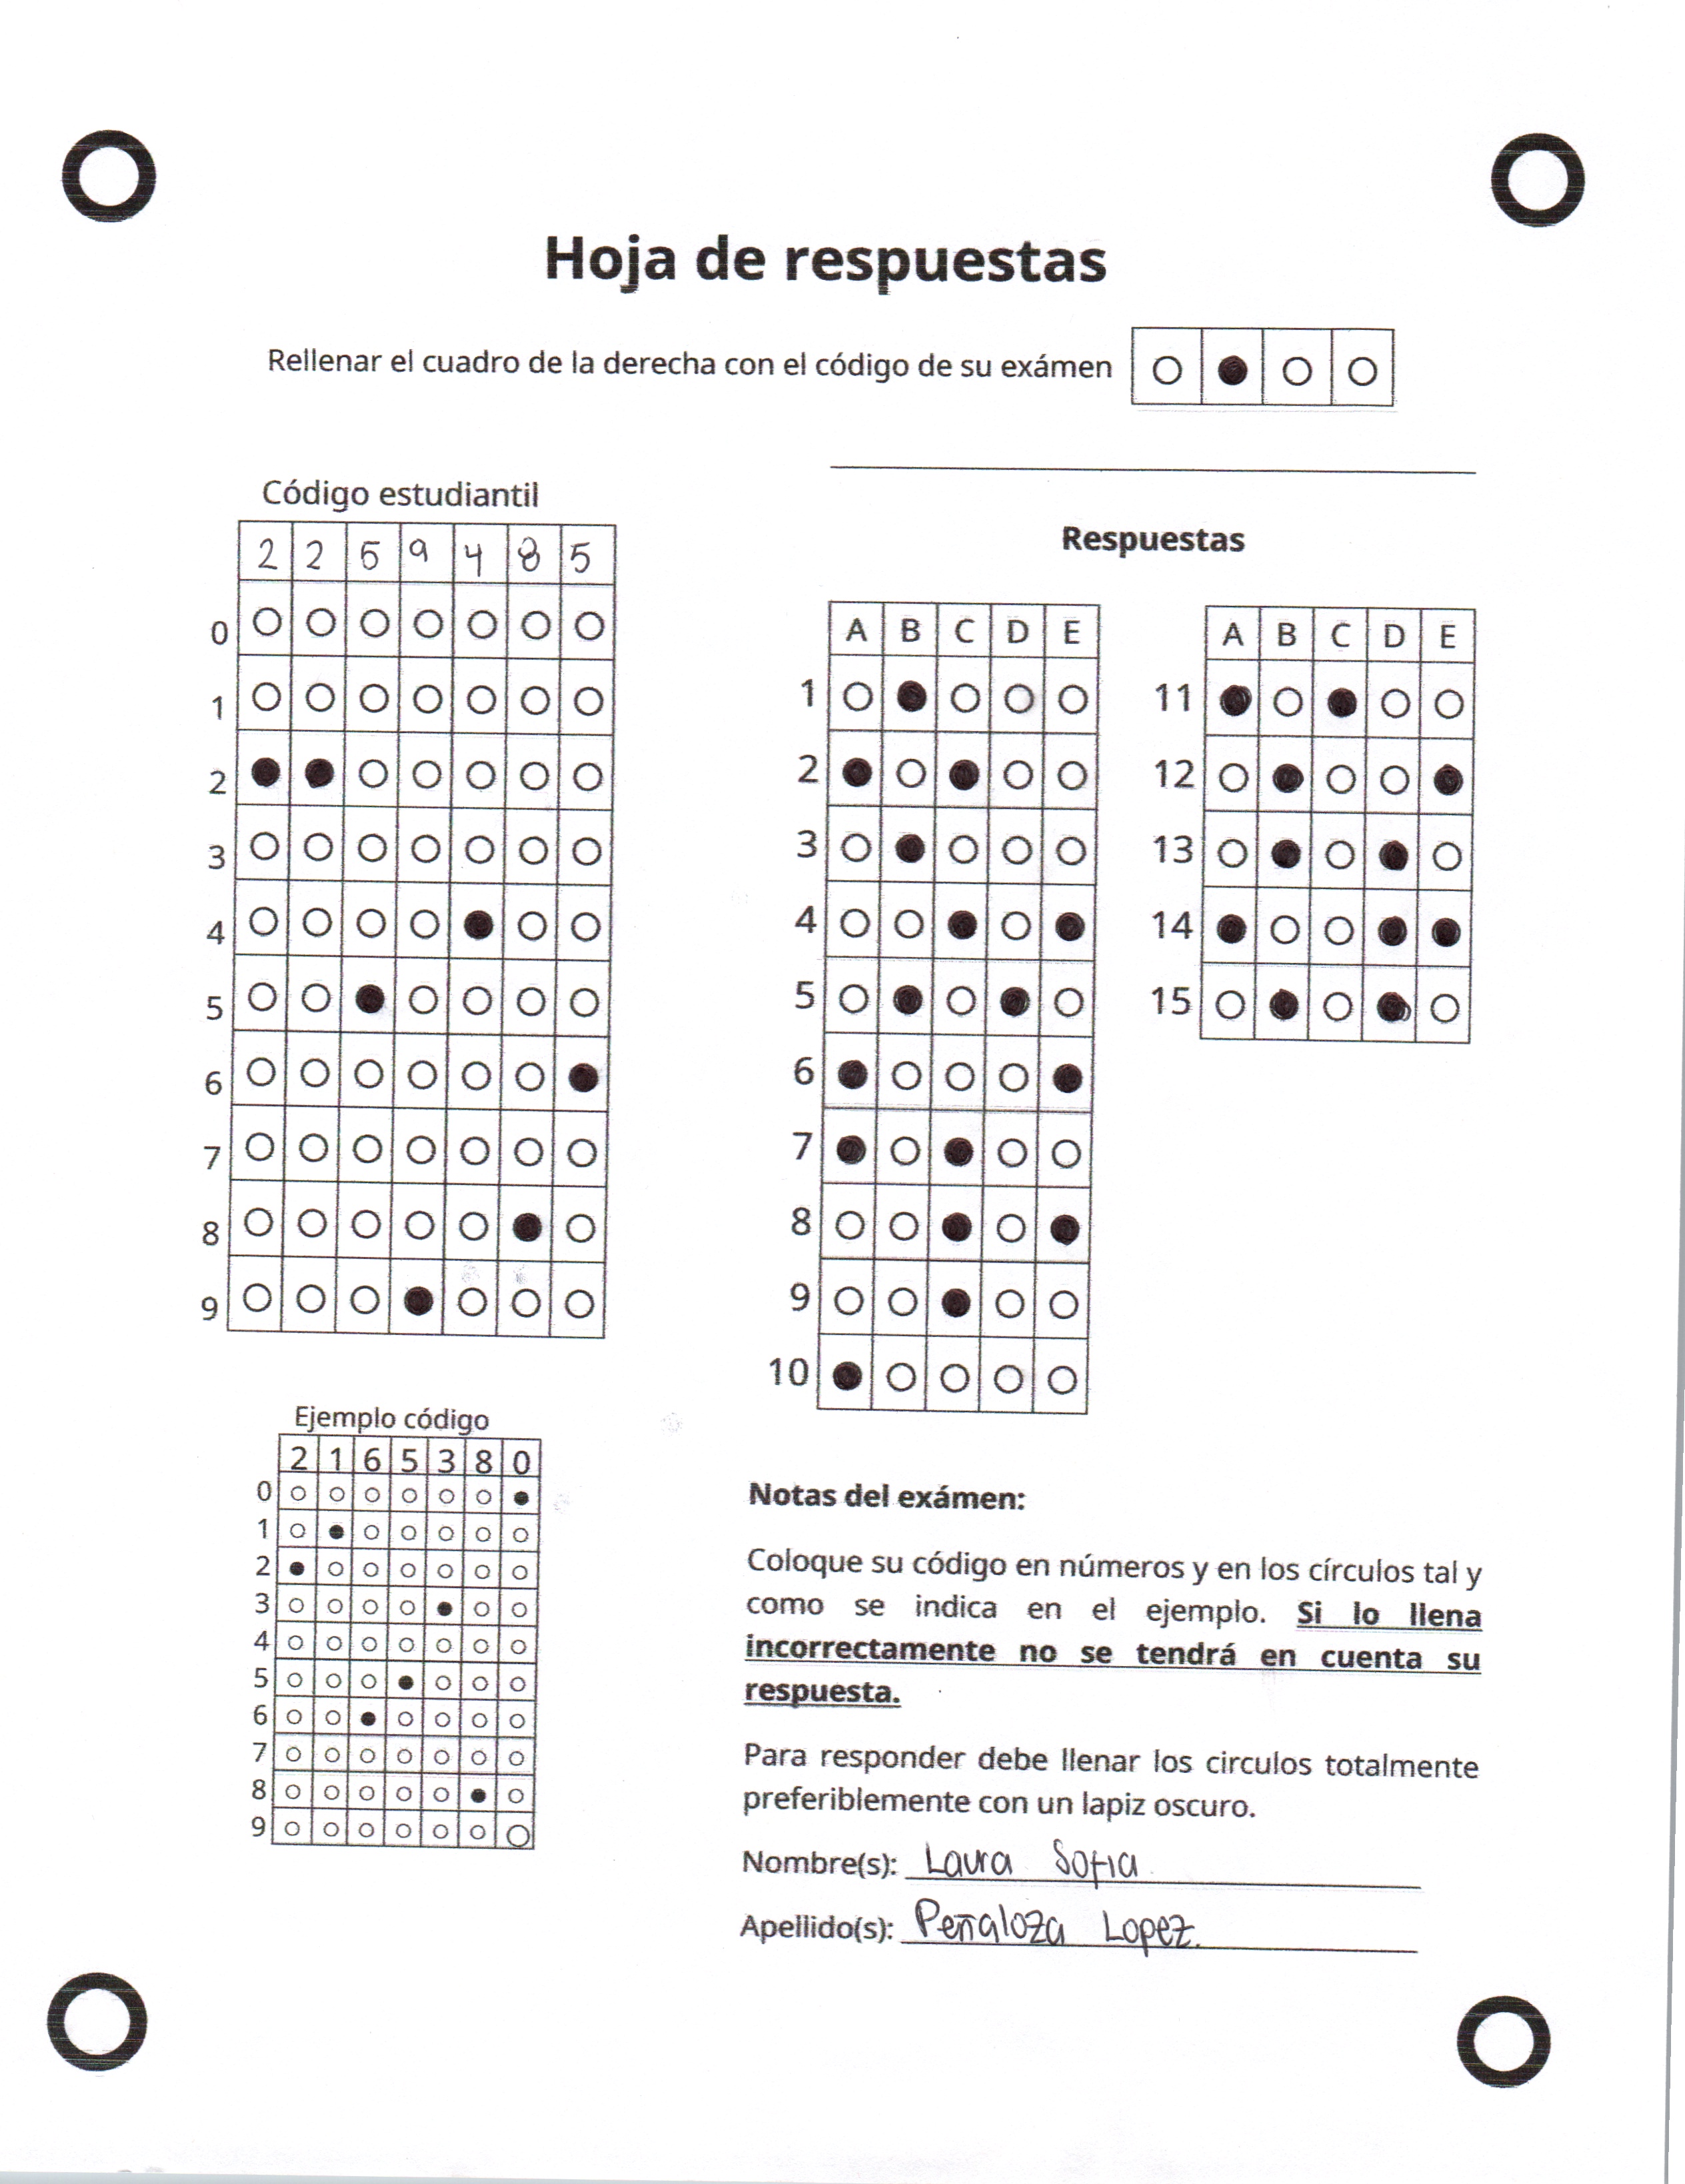 Hoja de respuestas
Rellenar el cuadro de la derecha con el código de su exámen
Código estudiantil
2 2 5 9 4 8 5
0
1
2
3
4
5
6
7
8
9
Respuestas
A B C D E
1
2
3
4
5
6
7
8
9
10
A B C D E
11
12
13
14
15
Ejemplo código
2 1 6 5 3 8 0
0
1
2
3
4
5
6
7
8
9
Notas del exámen:
Coloque su código en números y en los círculos tal y
como se indica en el ejemplo. Si lo llena
incorrectamente no se tendrá en cuenta su
respuesta.
Para responder debe llenar los circulos totalmente
preferiblemente con un lapiz oscuro.
Nombre(s): Laura Sofia
Apellido(s): Peñaloza Lopez.